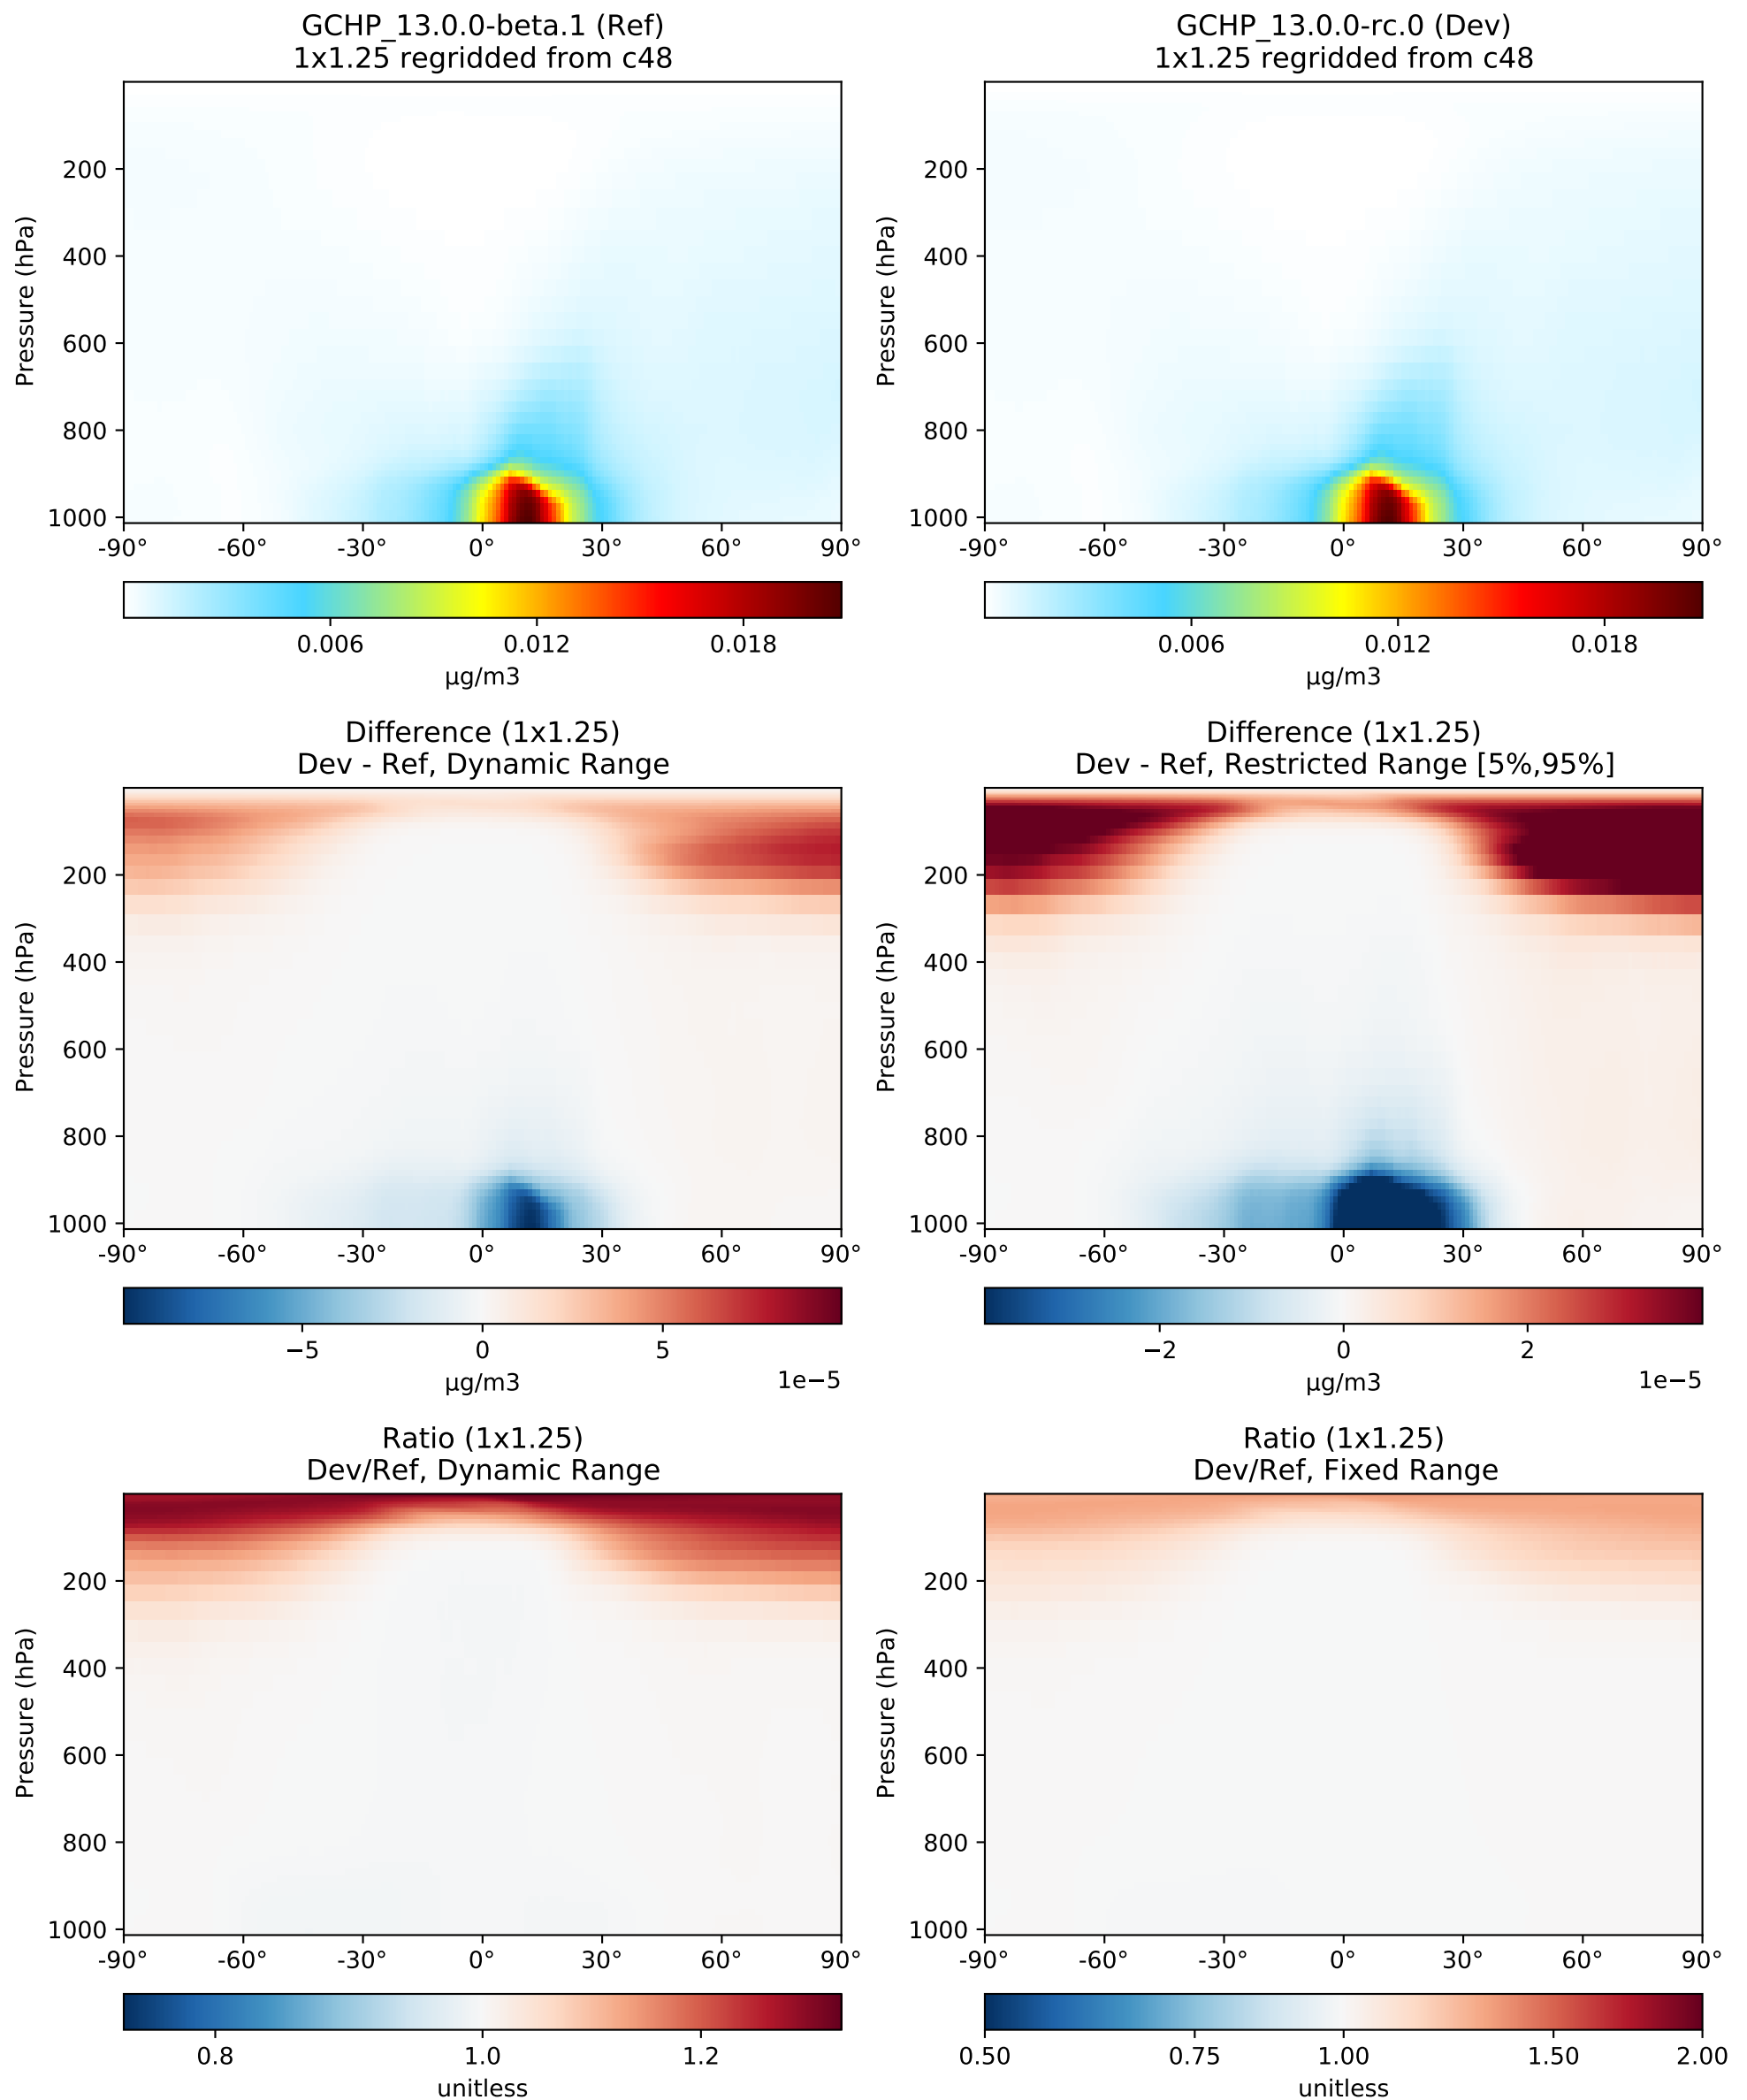 GCHP_13.0.0-beta.1 (Ref)
1x1.25 regridded from c48
GCHP_13.0.0-rc.0 (Dev)
1x1.25 regridded from c48
Pressure (hPa)
200
400
600
800
1000
-90° -60° -30° 0° 30° 60° 90°
0.006 0.012 0.018
µg/m3
Pressure (hPa)
200
400
600
800
1000
-90° -60° -30° 0° 30° 60° 90°
0.006 0.012 0.018
µg/m3
Difference (1x1.25)
Dev - Ref, Dynamic Range
Difference (1x1.25)
Dev - Ref, Restricted Range [5%,95%]
Pressure (hPa)
200
400
600
800
1000
-90° -60° -30° 0° 30° 60° 90°
−5 0 5
µg/m3 1e−5
Pressure (hPa)
200
400
600
800
1000
-90° -60° -30° 0° 30° 60° 90°
−2 0 2
µg/m3 1e−5
Ratio (1x1.25)
Dev/Ref, Dynamic Range
Ratio (1x1.25)
Dev/Ref, Fixed Range
Pressure (hPa)
200
400
600
800
1000
-90° -60° -30° 0° 30° 60° 90°
0.8 1.0 1.2
unitless
Pressure (hPa)
200
400
600
800
1000
-90° -60° -30° 0° 30° 60° 90°
0.50 0.75 1.00 1.50 2.00
unitless